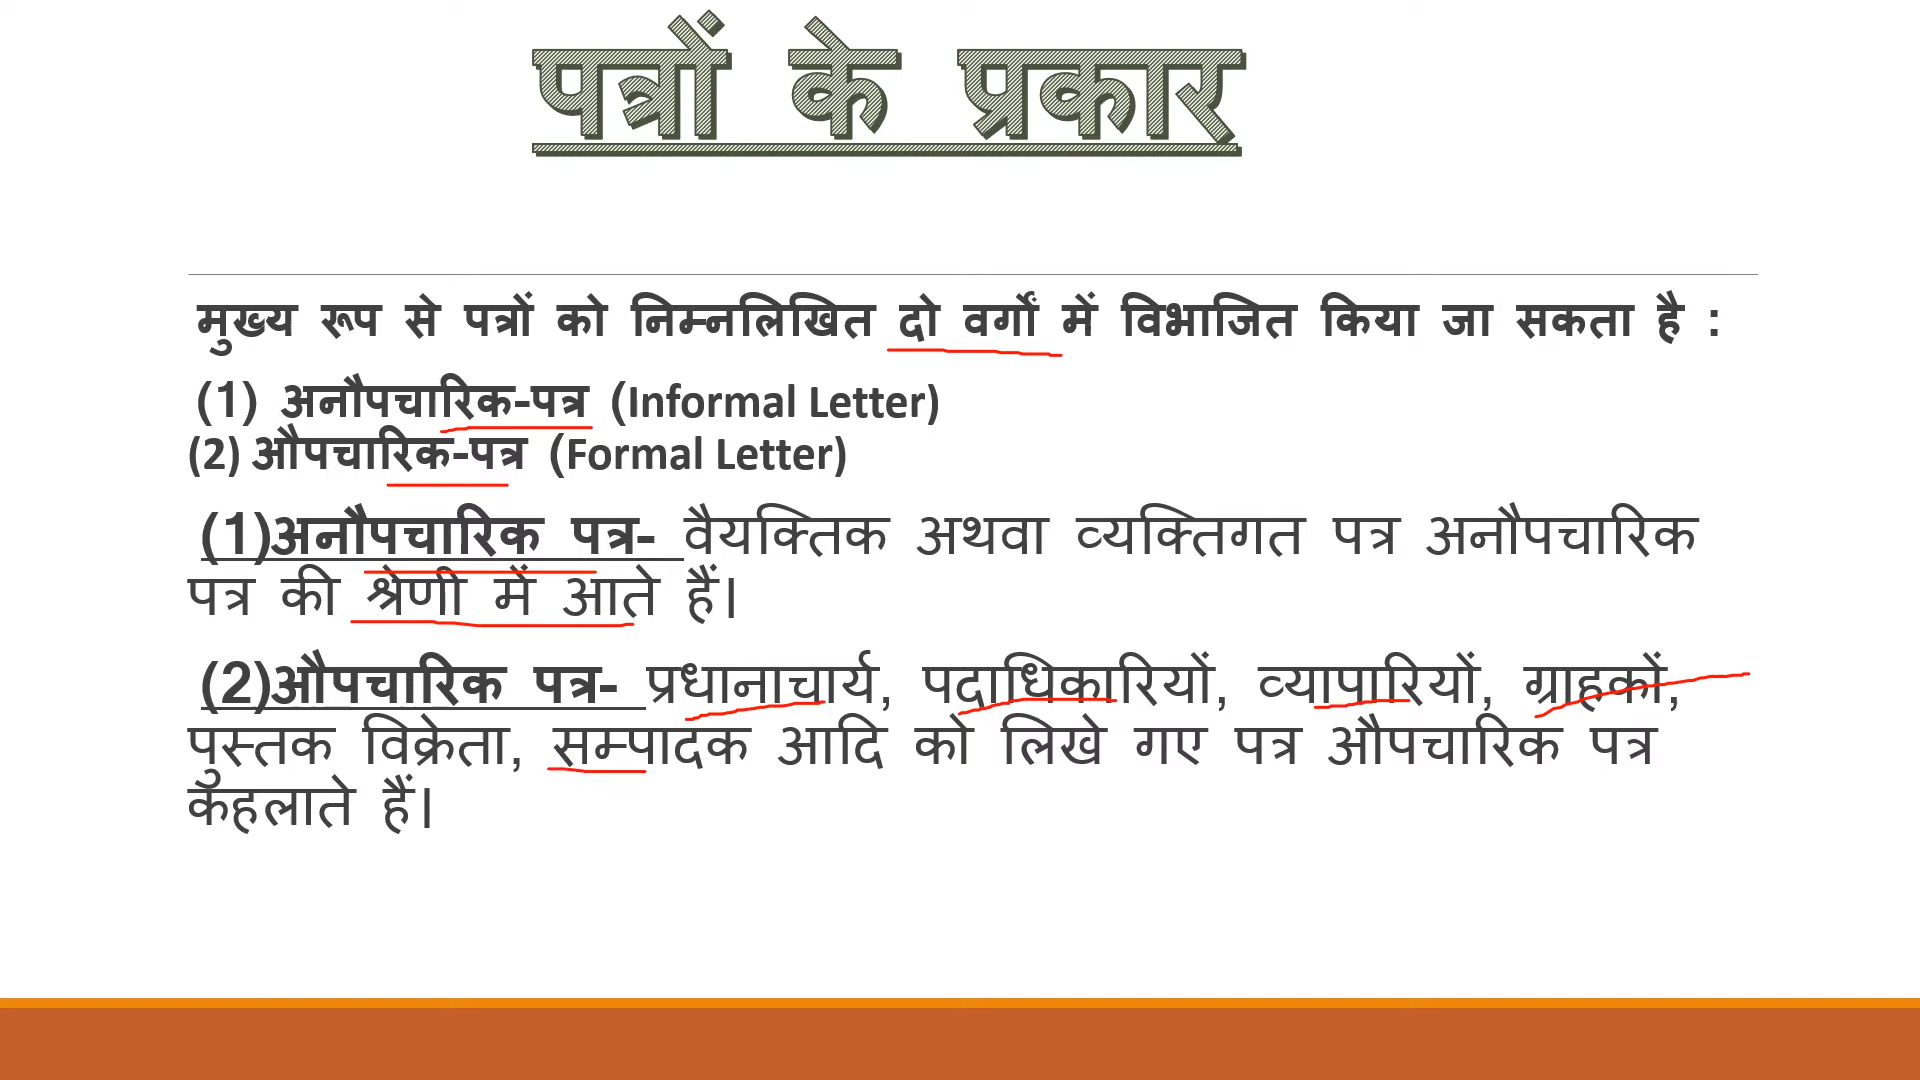 पत्रों के प्रकार
मुख्य रूप से पत्रों को निम्नलिखित दो वर्गों में विभाजित किया जा सकता है :
(1) अनौपचारिक-पत्र (Informal Letter)
(2) औपचारिक-पत्र (Formal Letter)
(1)अनौपचारिक पत्र- वैयक्तिक अथवा व्यक्तिगत पत्र अनौपचारिक
पत्र की श्रेणी में आते हैं।
(2)औपचारिक पत्र- प्रधानाचार्य, पदाधिकारियों, व्यापारियों, ग्राहकों,
पुस्तक विक्रेता, सम्पादक आदि को लिखे गए पत्र औपचारिक पत्र
कहलाते हैं।